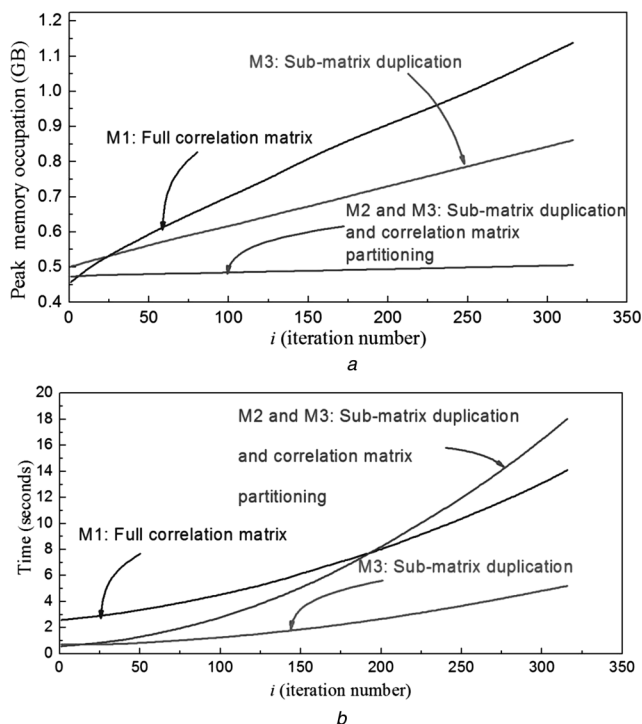 1.2
1.1
1.0
0.9
0.8
0.7
0.6
0.5
0.4
Peak memory occupation (GB)
M3: Sub-matrix duplication
M1: Full correlation matrix
M2 and M3: Sub-matrix duplication
and correlation matrix
partitioning
0 50 100 150 200 250 300 350
i (iteration number)
a
20
18
16
14
12
10
8
6
4
2
0
Time (seconds)
M2 and M3: Sub-matrix duplication
and correlation matrix
partitioning
M1: Full correlation matrix
M3: Sub-matrix duplication
0 50 100 150 200 250 300 350
i (iteration number)
b